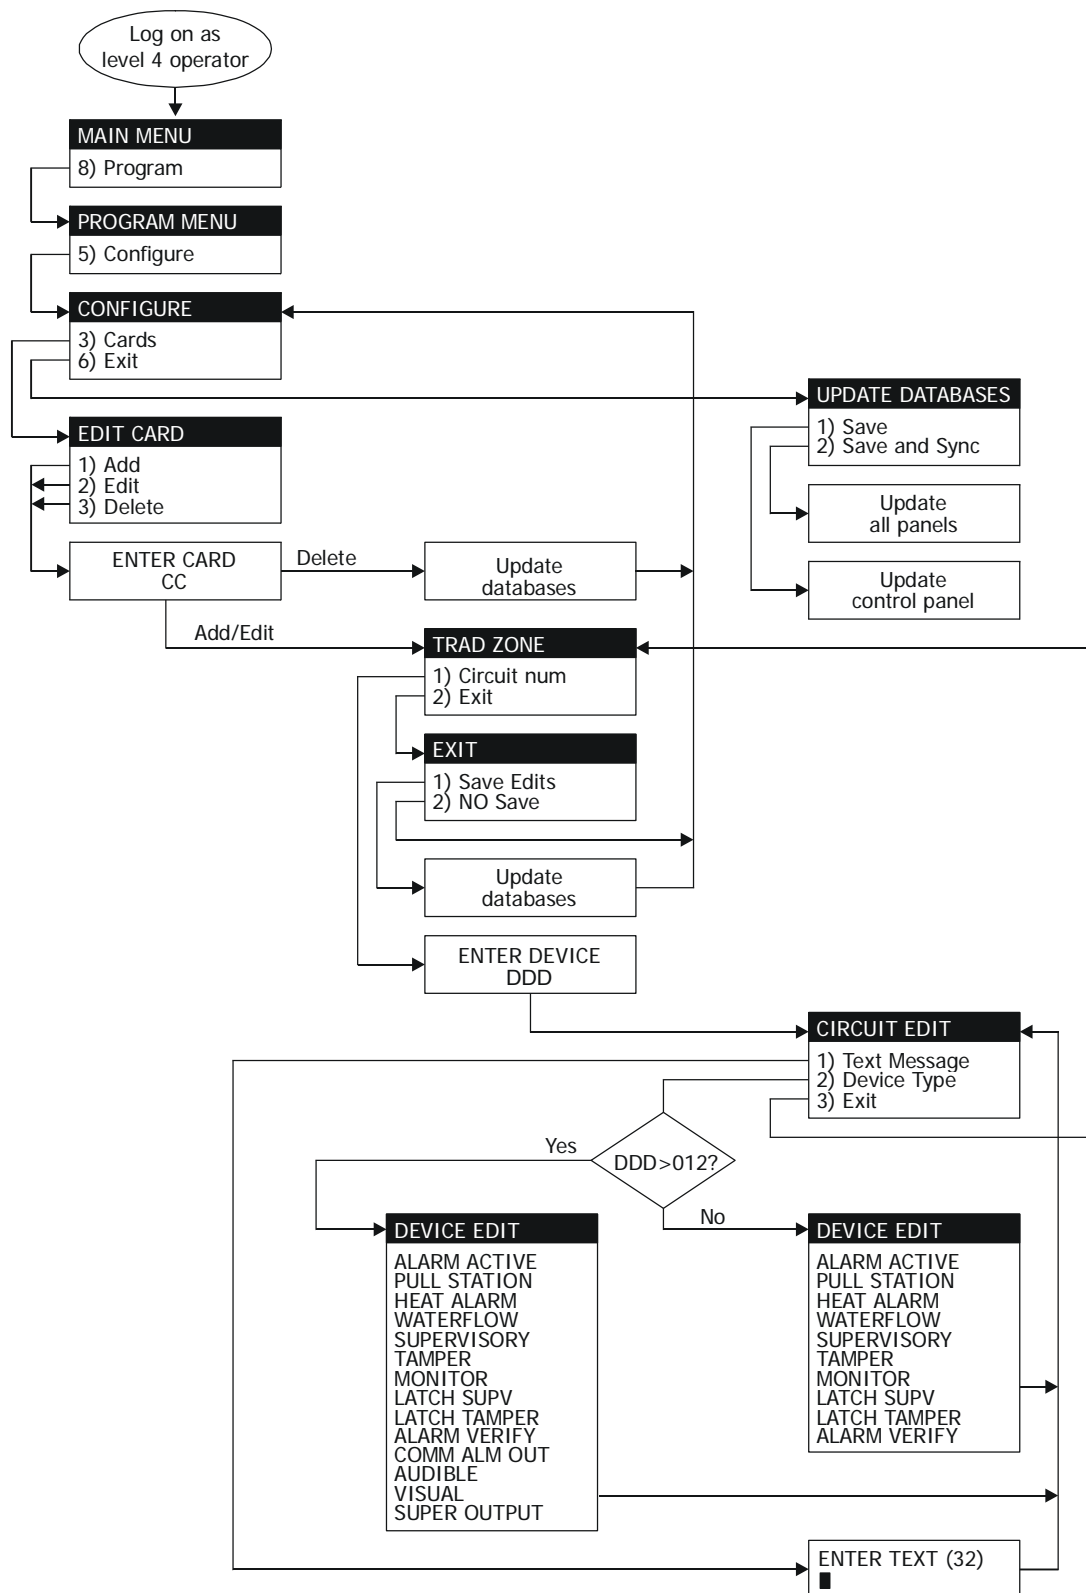 Log on as
level 4 operator
MAIN MENU
8) Program
PROGRAM MENU
5) Configure
CONFIGURE
3) Cards
6) Exit
UPDATE DATABASES
1) Save
2) Save and Sync
EDIT CARD
1) Add
2) Edit
3) Delete
Update
all panels
ENTER CARD
CC
Delete
Update
databases
Update
control panel
Add/Edit
TRAD ZONE
1) Circuit num
2) Exit
EXIT
1) Save Edits
2) NO Save
Update
databases
ENTER DEVICE
DDD
CIRCUIT EDIT
1) Text Message
2) Device Type
3) Exit
Yes
DDD>012?
No
DEVICE EDIT
ALARM ACTIVE
PULL STATION
HEAT ALARM
WATERFLOW
SUPERVISORY
TAMPER
MONITOR
LATCH SUPV
LATCH TAMPER
ALARM VERIFY
COMM ALM OUT
AUDIBLE
VISUAL
SUPER OUTPUT
DEVICE EDIT
ALARM ACTIVE
PULL STATION
HEAT ALARM
WATERFLOW
SUPERVISORY
TAMPER
MONITOR
LATCH SUPV
LATCH TAMPER
ALARM VERIFY
ENTER TEXT (32)